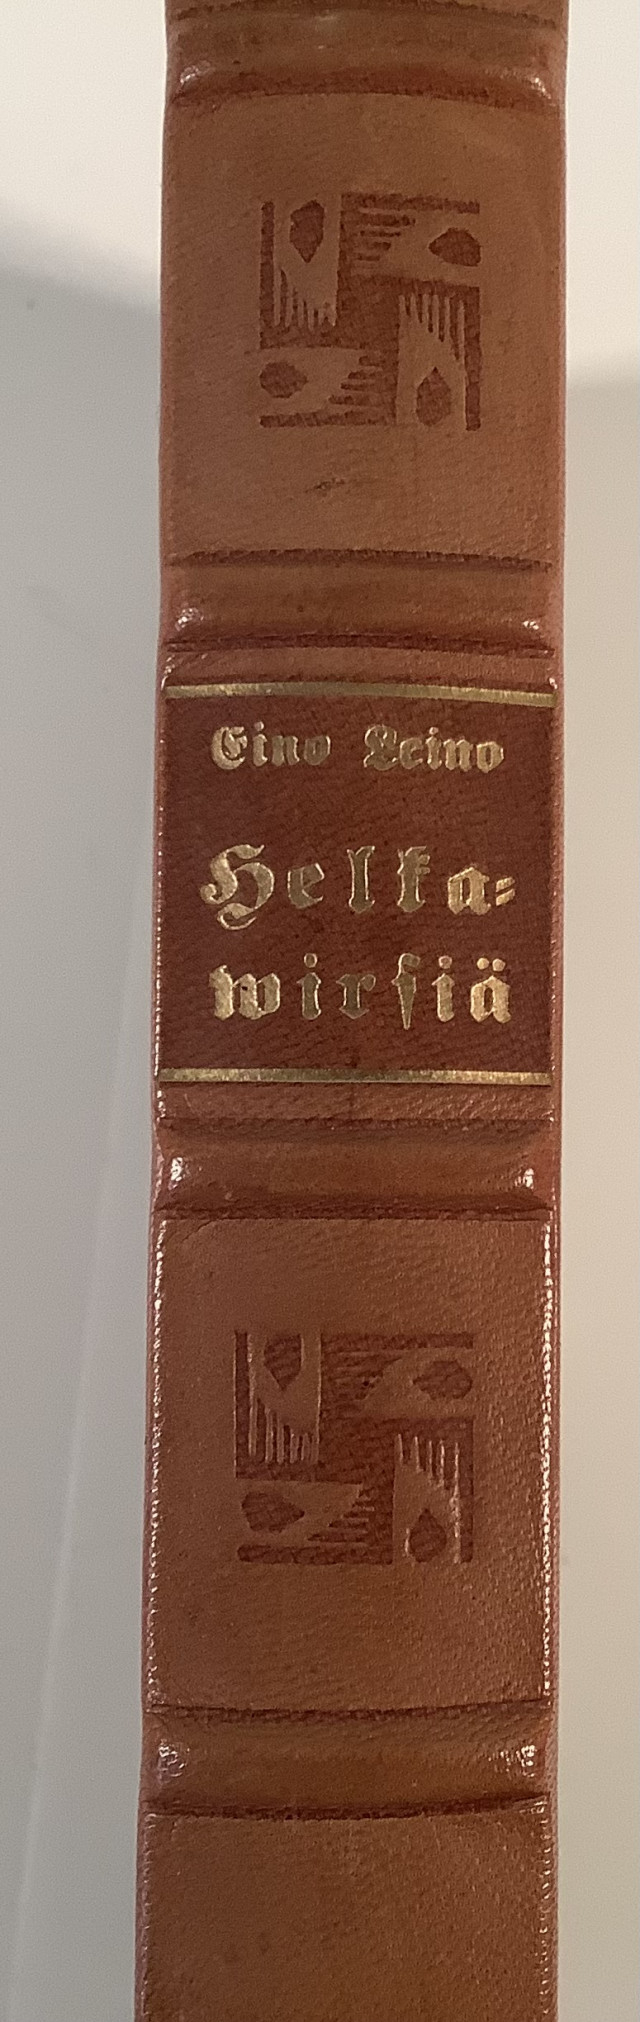 Eino Leino
Helka-
wirsiä